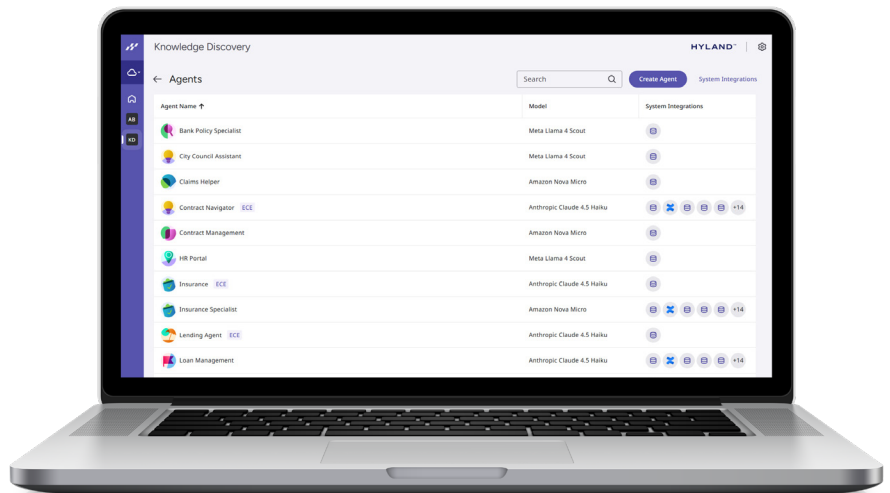 Knowledge Discovery
HYLAND™
← Agents
Search
Create Agent
System Integrations
AB
KD
Agent Name ↑
Model
System Integrations
Bank Policy Specialist
Meta Llama 4 Scout
City Council Assistant
Meta Llama 4 Scout
Claims Helper
Amazon Nova Micro
Contract Navigator ECE
Anthropic Claude 4.5 Haiku
+14
Contract Management
Amazon Nova Micro
HR Portal
Meta Llama 4 Scout
Insurance ECE
Anthropic Claude 4.5 Haiku
Insurance Specialist
Amazon Nova Micro
+14
Lending Agent ECE
Anthropic Claude 4.5 Haiku
Loan Management
Anthropic Claude 4.5 Haiku
+14